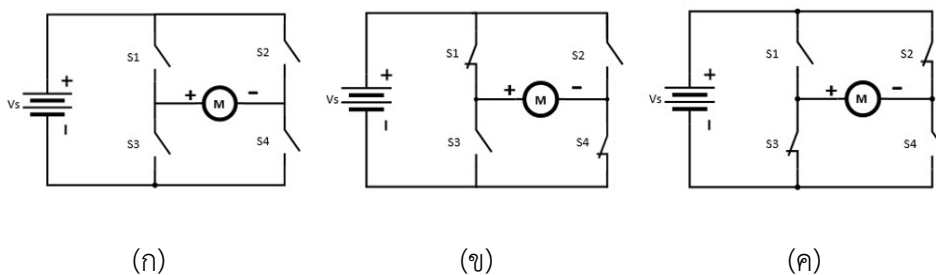 S1 S2 S1 S2 S1 S2
+ + +
Vs + M - Vs + M - Vs + M -
S3 S4 S3 S4 S3 S4
(ก) (ข) (ค)